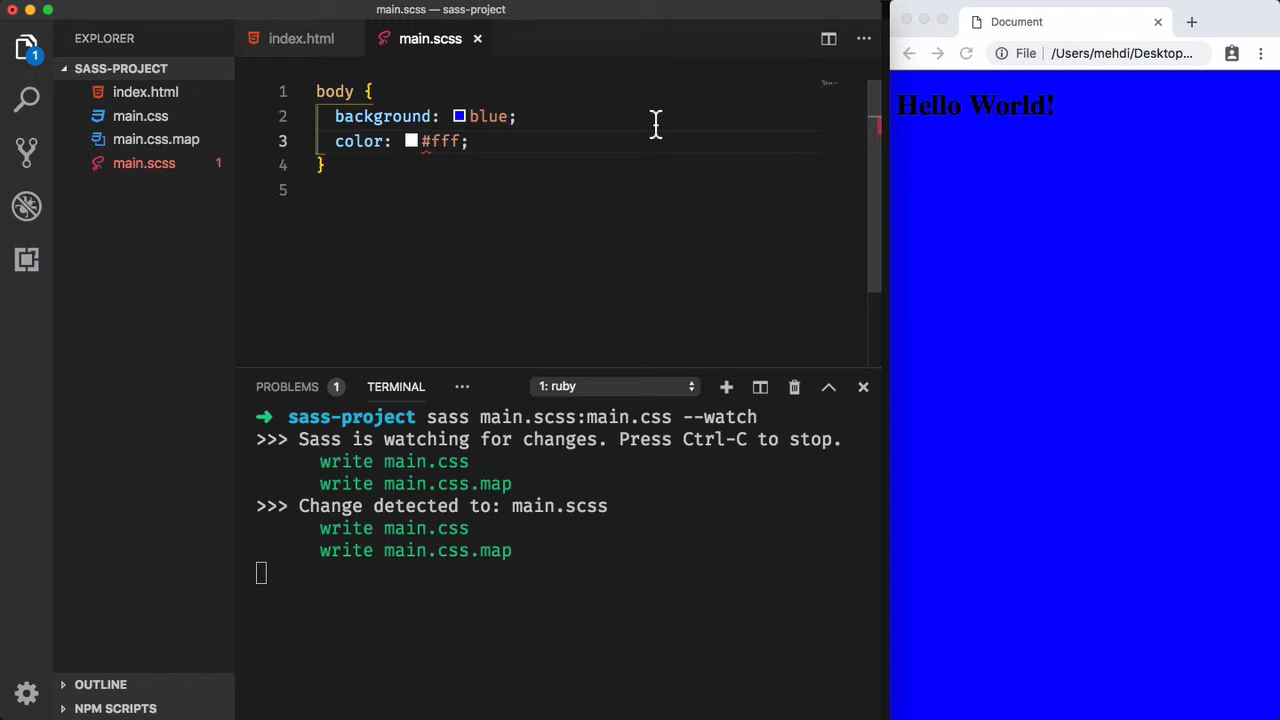 main.scss — sass-project
EXPLORER
SASS-PROJECT
index.html
main.css
main.css.map
main.scss 1
OUTLINE
NPM SCRIPTS
1
index.html
main.scss
1 body {
2 background: blue;
3 color: #fff;
4 }
5
PROBLEMS 1 TERMINAL 1: ruby
sass-project sass main.scss:main.css --watch
>>> Sass is watching for changes. Press Ctrl-C to stop.
write main.css
write main.css.map
>>> Change detected to: main.scss
write main.css
write main.css.map
Document
File /Users/mehdi/Desktop...
Hello World!